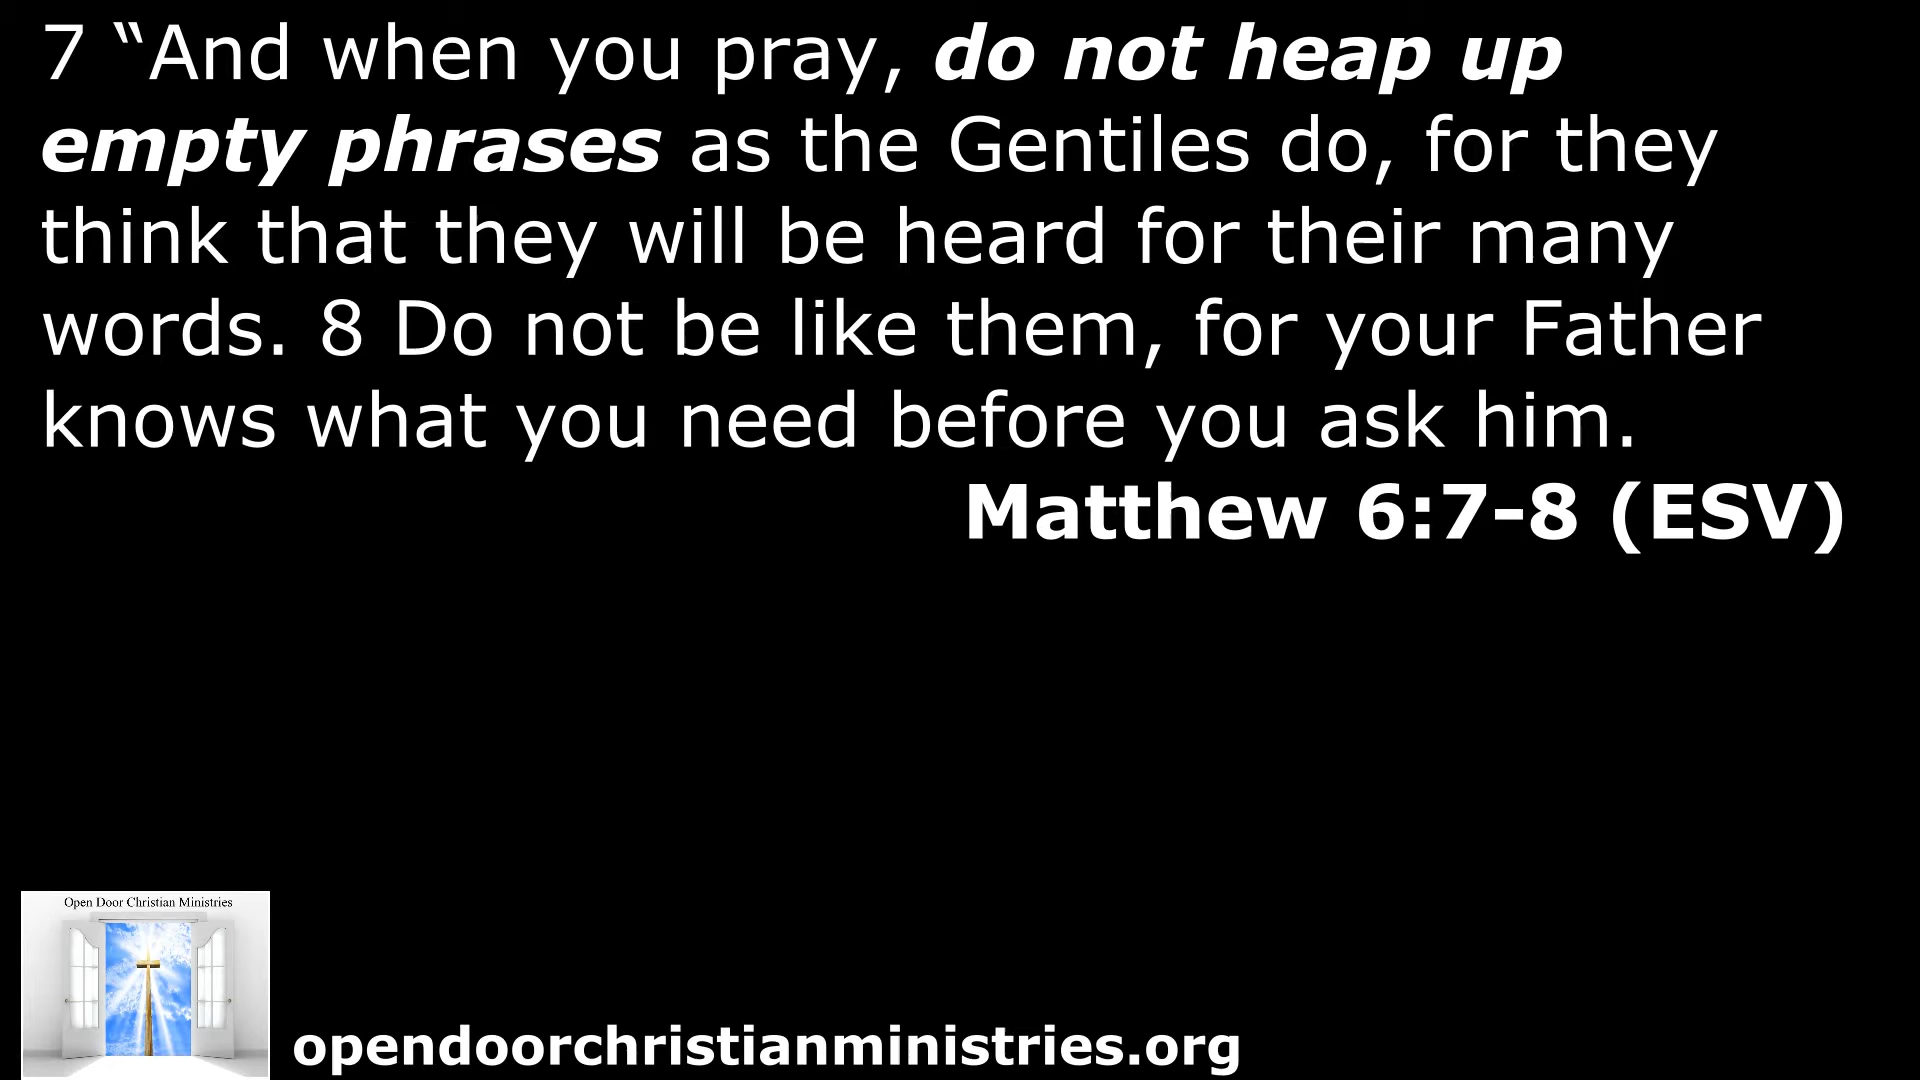 7 “And when you pray, do not heap up
empty phrases as the Gentiles do, for they
think that they will be heard for their many
words. 8 Do not be like them, for your Father
knows what you need before you ask him.
Matthew 6:7-8 (ESV)
Open Door Christian Ministries
opendoorchristianministries.org